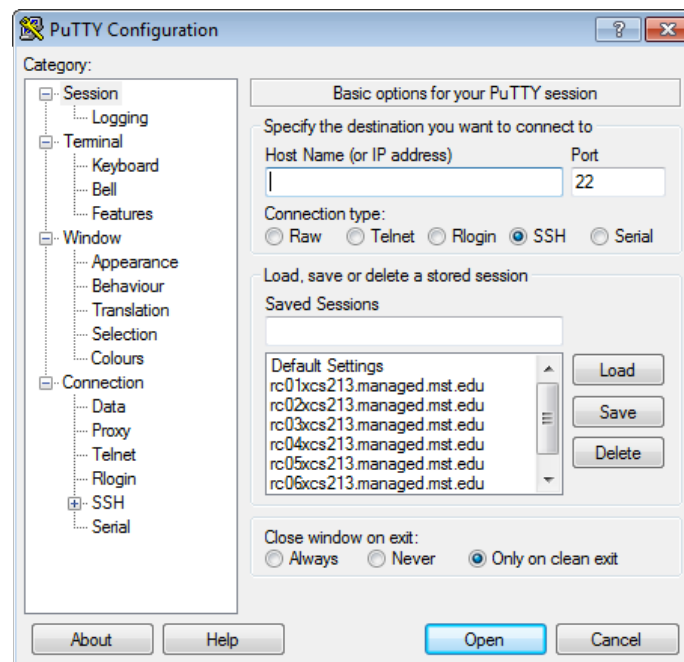 PuTTY Configuration
Category:
Session
Logging
Terminal
Keyboard
Bell
Features
Window
Appearance
Behaviour
Translation
Selection
Colours
Connection
Data
Proxy
Telnet
Rlogin
SSH
Serial
Basic options for your PuTTY session
Specify the destination you want to connect to
Host Name (or IP address) Port
22
Connection type:
Raw Telnet Rlogin SSH Serial
Load, save or delete a stored session
Saved Sessions
Default Settings
rc01xcs213.managed.mst.edu
rc02xcs213.managed.mst.edu
rc03xcs213.managed.mst.edu
rc04xcs213.managed.mst.edu
rc05xcs213.managed.mst.edu
rc06xcs213.managed.mst.edu
Load
Save
Delete
Close window on exit:
Always Never Only on clean exit
About Help Open Cancel